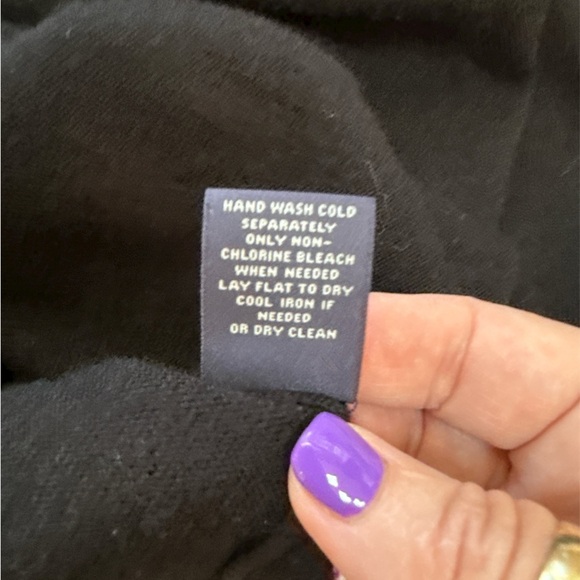 HAND WASH COLD
SEPARATELY
ONLY NON-
CHLORINE BLEACH
WHEN NEEDED
LAY FLAT TO DRY
COOL IRON IF
NEEDED
OR DRY CLEAN